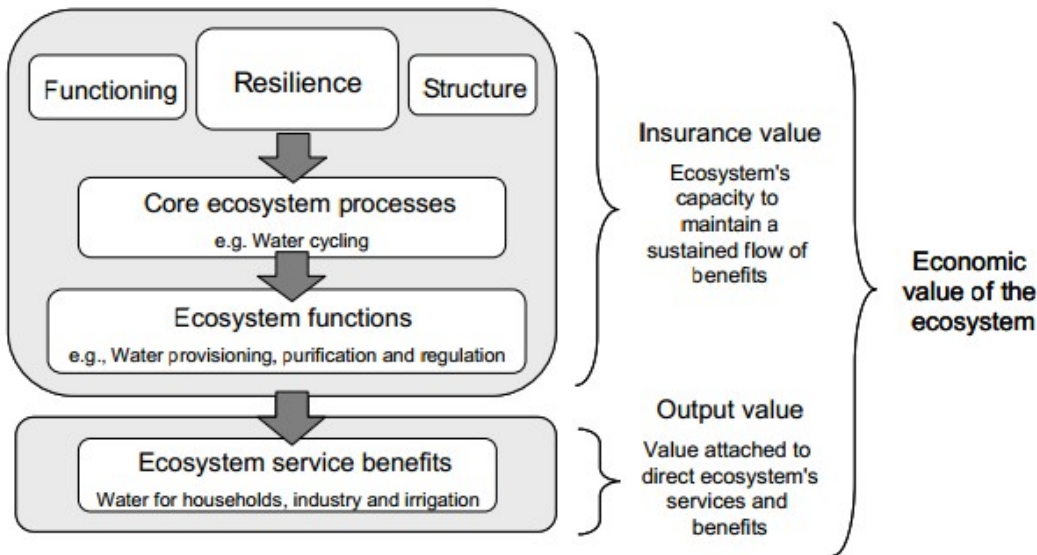 Functioning
Resilience
Structure
Core ecosystem processes
e.g. Water cycling
Ecosystem functions
e.g., Water provisioning, purification and regulation
Ecosystem service benefits
Water for households, industry and irrigation
Insurance value
Ecosystem's
capacity to
maintain a
sustained flow of
benefits
Output value
Value attached to
direct ecosystem's
services and
benefits
Economic
value of the
ecosystem